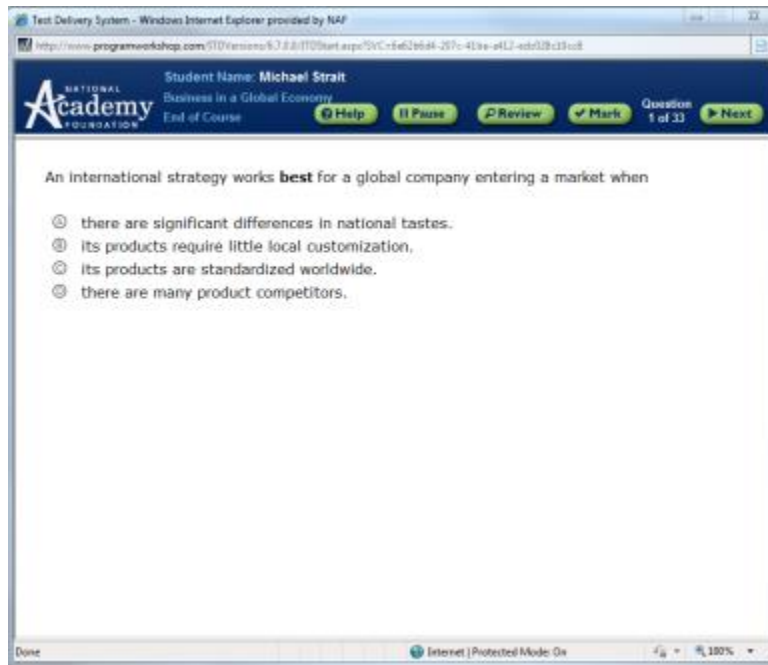 Test Delivery System - Windows Internet Explorer provided by NAF
Student Name: Michael Strait
NATIONAL
Academy
FOUNDATION
Business in a Global Economy
End of Course
Help
Pause
Review
Mark
Question
1 of 33
Next
An international strategy works best for a global company entering a market when
A there are significant differences in national tastes.
B its products require little local customization.
C its products are standardized worldwide.
D there are many product competitors.
Done
Internet | Protected Mode: On
100%